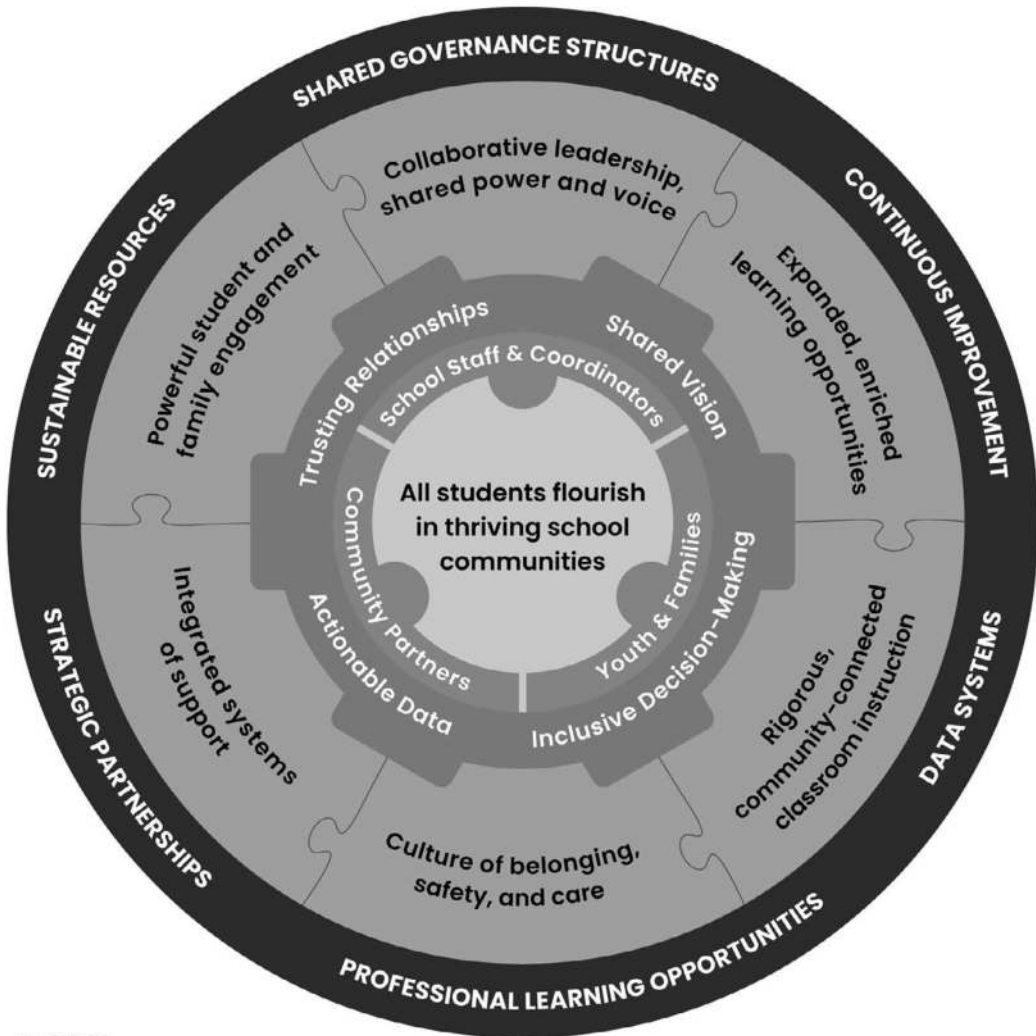 SHARED GOVERNANCE STRUCTURES
CONTINUOUS IMPROVEMENT
DATA SYSTEMS
PROFESSIONAL LEARNING OPPORTUNITIES
STRATEGIC PARTNERSHIPS
SUSTAINABLE RESOURCES
Collaborative leadership,
shared power and voice
Expanded, enriched
learning opportunities
Rigorous,
community-connected
classroom instruction
Culture of belonging,
safety, and care
Integrated systems
of support
Powerful student and
family engagement
Trusting Relationships
Shared Vision
Inclusive Decision-Making
Actionable Data
School Staff & Coordinators
Youth & Families
Community Partners
All students flourish
in thriving school
communities